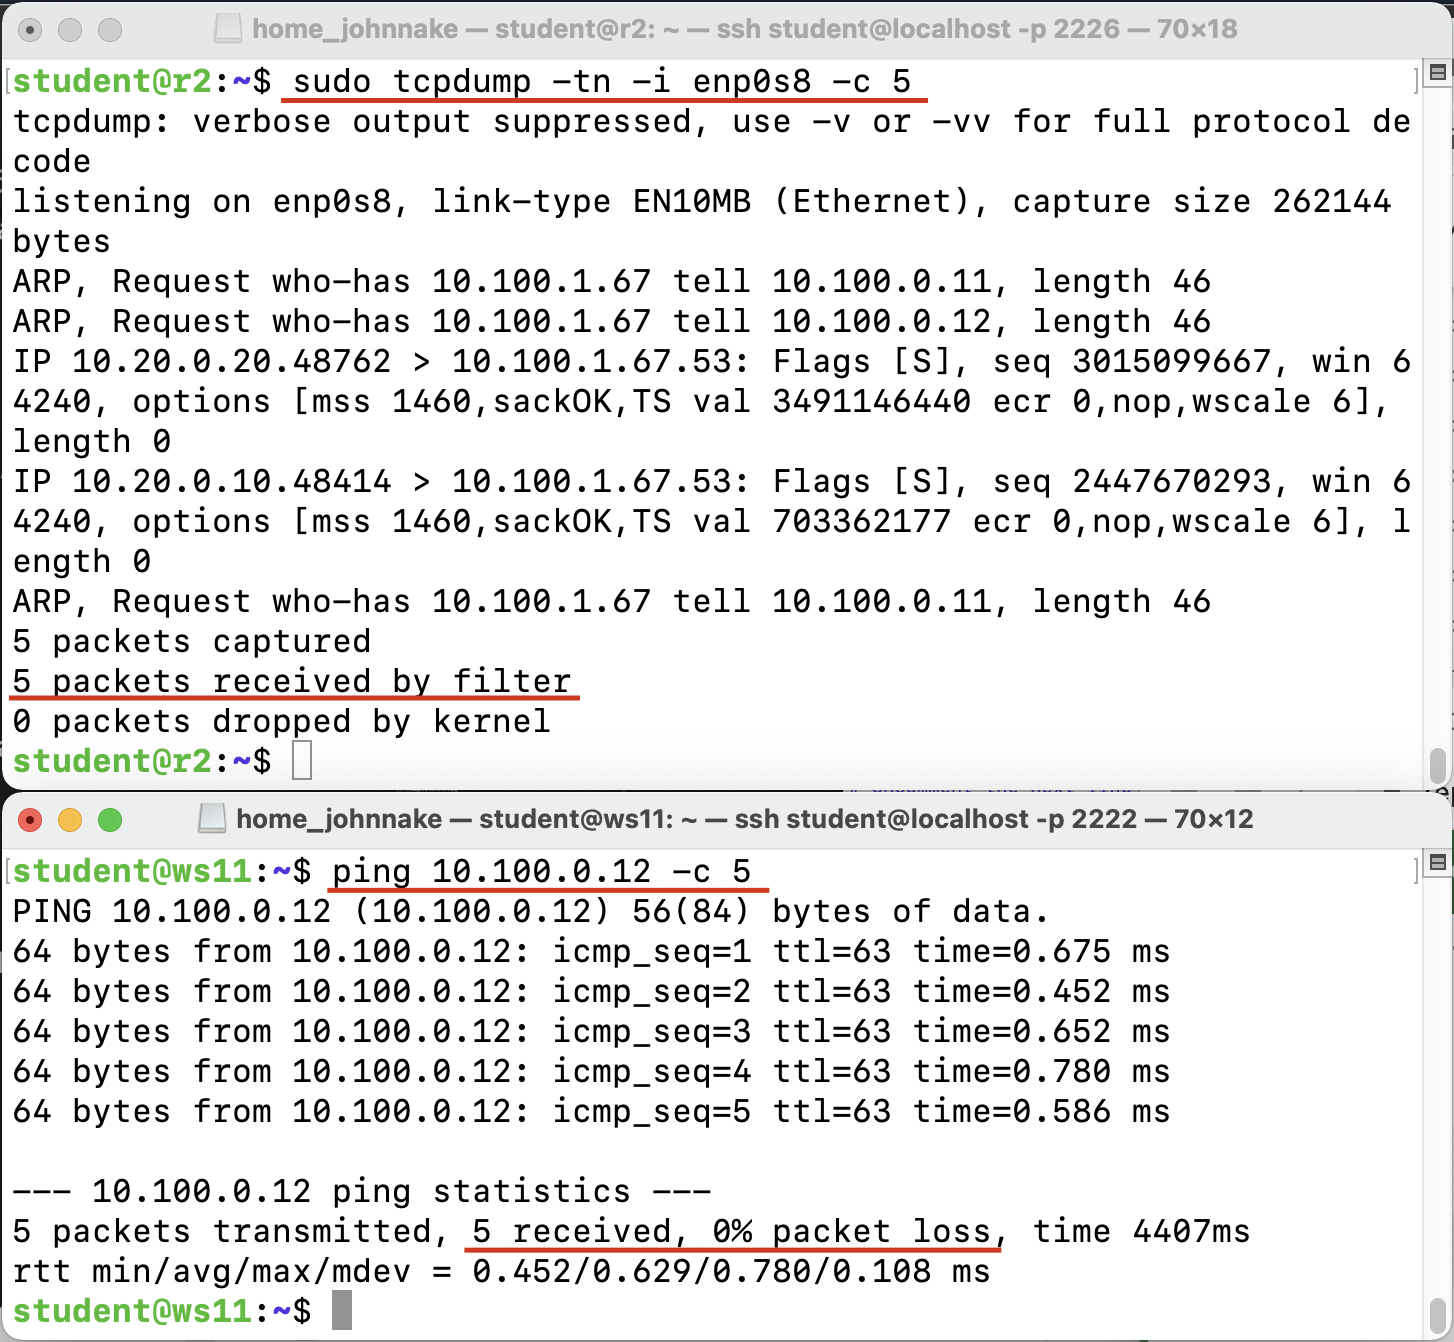 home_johnnake — student@r2: ~ — ssh student@localhost -p 2226 — 70×18
student@r2:~$ sudo tcpdump -tn -i enp0s8 -c 5
tcpdump: verbose output suppressed, use -v or -vv for full protocol de
code
listening on enp0s8, link-type EN10MB (Ethernet), capture size 262144
bytes
ARP, Request who-has 10.100.1.67 tell 10.100.0.11, length 46
ARP, Request who-has 10.100.1.67 tell 10.100.0.12, length 46
IP 10.20.0.20.48762 > 10.100.1.67.53: Flags [S], seq 3015099667, win 6
4240, options [mss 1460,sackOK,TS val 3491146440 ecr 0,nop,wscale 6],
length 0
IP 10.20.0.10.48414 > 10.100.1.67.53: Flags [S], seq 2447670293, win 6
4240, options [mss 1460,sackOK,TS val 703362177 ecr 0,nop,wscale 6], l
ength 0
ARP, Request who-has 10.100.1.67 tell 10.100.0.11, length 46
5 packets captured
5 packets received by filter
0 packets dropped by kernel
student@r2:~$
home_johnnake — student@ws11: ~ — ssh student@localhost -p 2222 — 70×12
student@ws11:~$ ping 10.100.0.12 -c 5
PING 10.100.0.12 (10.100.0.12) 56(84) bytes of data.
64 bytes from 10.100.0.12: icmp_seq=1 ttl=63 time=0.675 ms
64 bytes from 10.100.0.12: icmp_seq=2 ttl=63 time=0.452 ms
64 bytes from 10.100.0.12: icmp_seq=3 ttl=63 time=0.652 ms
64 bytes from 10.100.0.12: icmp_seq=4 ttl=63 time=0.780 ms
64 bytes from 10.100.0.12: icmp_seq=5 ttl=63 time=0.586 ms
--- 10.100.0.12 ping statistics ---
5 packets transmitted, 5 received, 0% packet loss, time 4407ms
rtt min/avg/max/mdev = 0.452/0.629/0.780/0.108 ms
student@ws11:~$